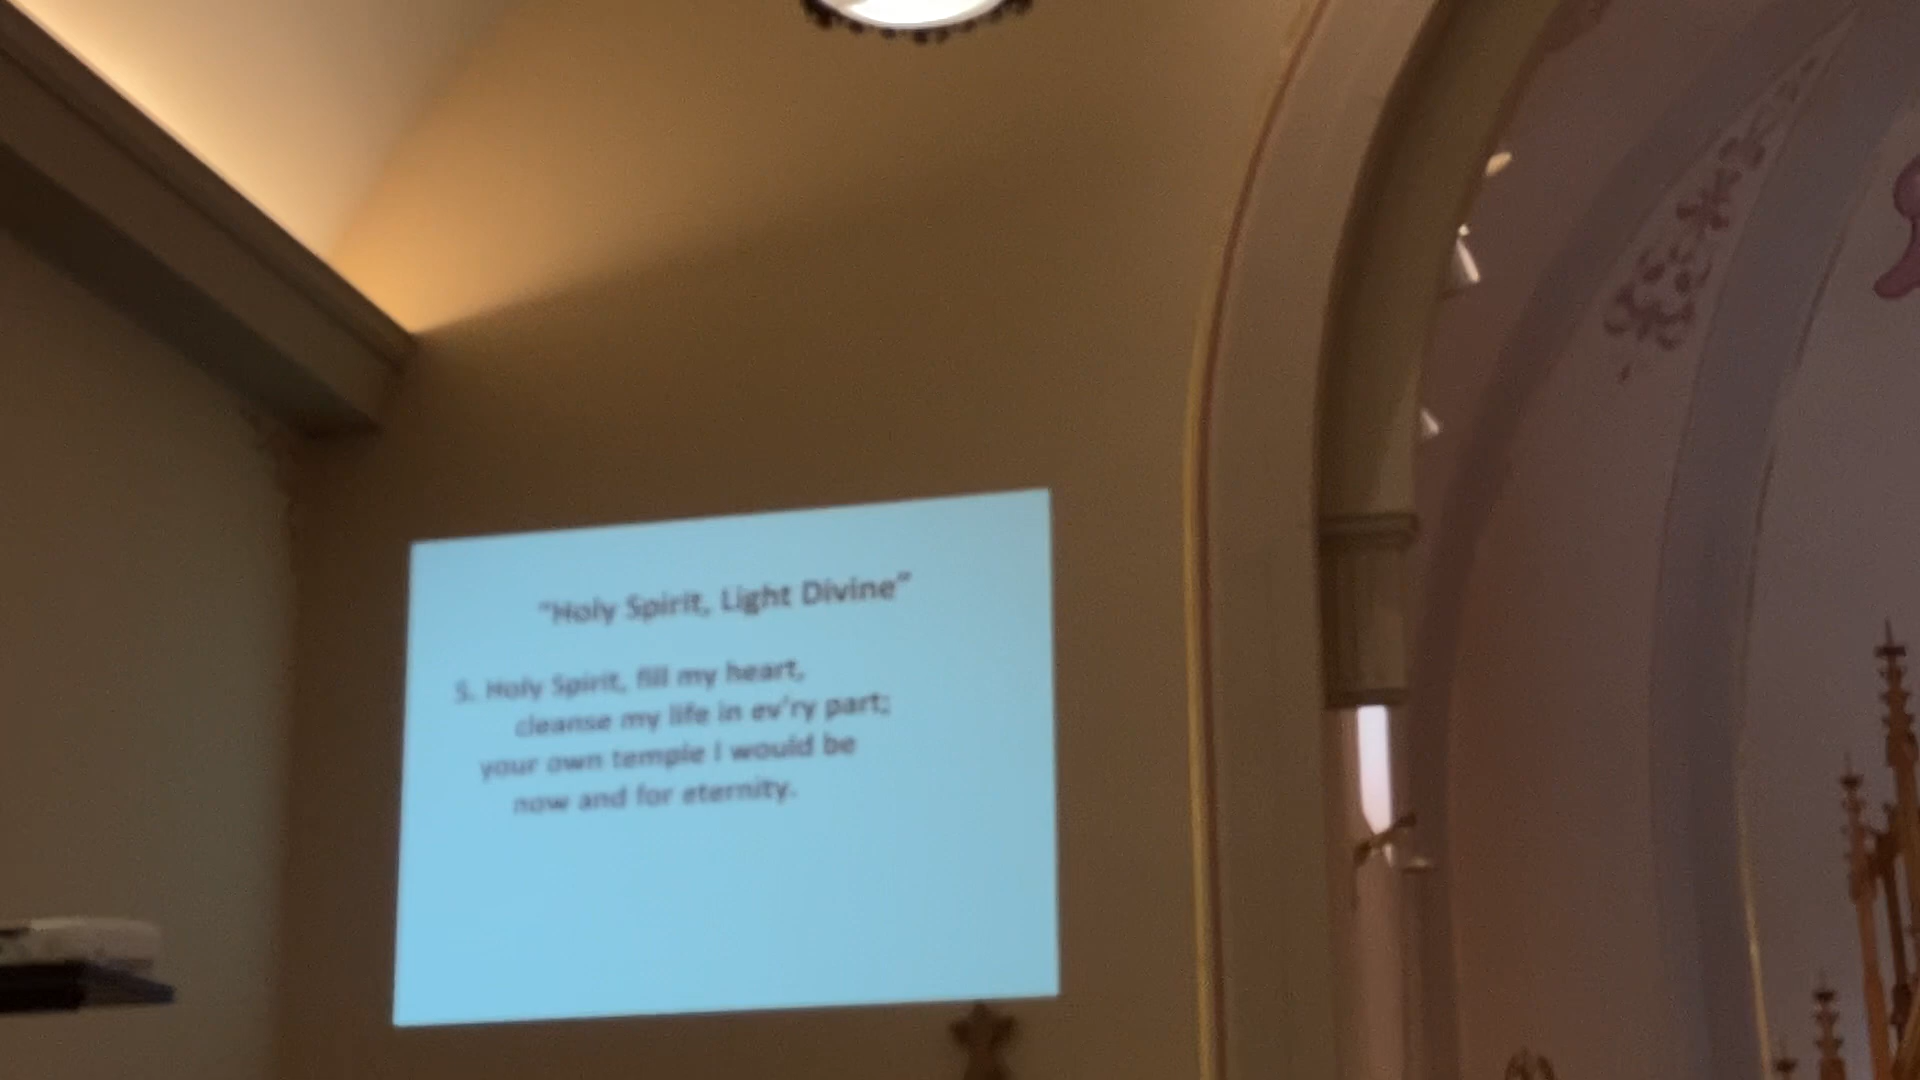 "Holy Spirit, Light Divine"
5. Holy Spirit, fill my heart,
cleanse my life in ev'ry part;
your own temple I would be
now and for eternity.